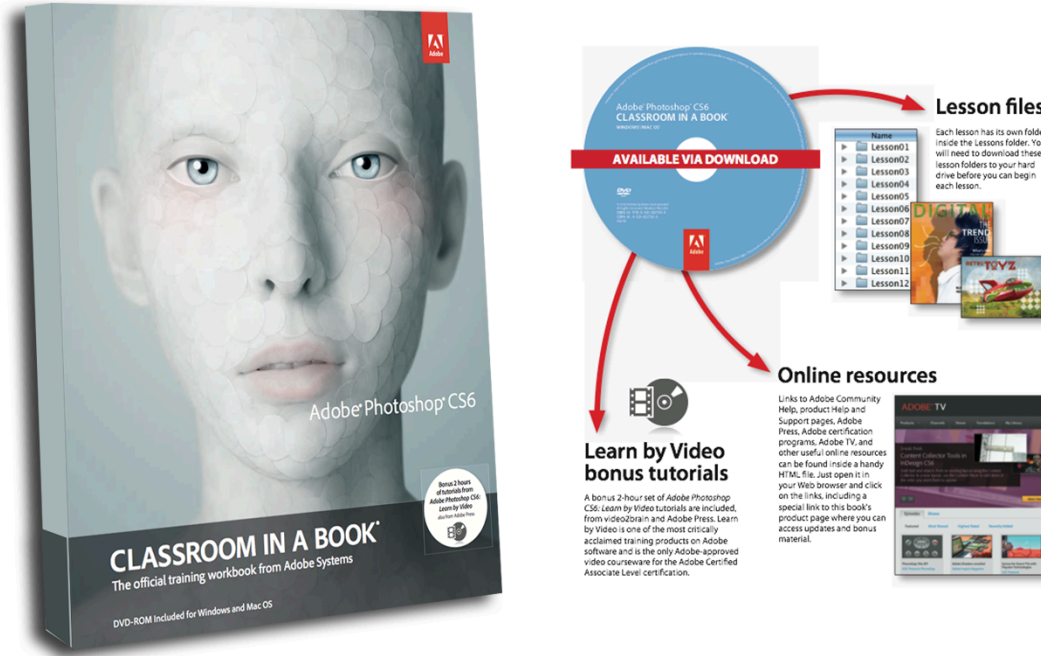 Adobe
Adobe® Photoshop® CS6
Bonus 2 hours
of tutorials from
Adobe Photoshop CS6:
Learn by Video
also from Adobe Press
CLASSROOM IN A BOOK®
The official training workbook from Adobe Systems
DVD-ROM Included for Windows and Mac OS
Adobe® Photoshop® CS6
CLASSROOM IN A BOOK®
WINDOWS/MAC OS
AVAILABLE VIA DOWNLOAD
DVD
Adobe
Lesson files
Each lesson has its own folde
inside the Lessons folder. Yo
will need to download these
lesson folders to your hard
drive before you can begin
each lesson.
Name
Lesson01
Lesson02
Lesson03
Lesson04
Lesson05
Lesson06
Lesson07
Lesson08
Lesson09
Lesson10
Lesson11
Lesson12
DIGITAL
THE
TREND
ISSU
RETRO TOYZ
Learn by Video
bonus tutorials
A bonus 2-hour set of Adobe Photoshop
CS6: Learn by Video tutorials are included,
from video2brain and Adobe Press. Learn
by Video is one of the most critically
acclaimed training products on Adobe
software and is the only Adobe-approved
video courseware for the Adobe Certified
Associate Level certification.
Online resources
Links to Adobe Community
Help, product Help and
Support pages, Adobe
Press, Adobe certification
programs, Adobe TV, and
other useful online resources
can be found inside a handy
HTML file. Just open it in
your Web browser and click
on the links, including a
special link to this book's
product page where you can
access updates and bonus
material.
ADOBE® TV
Content Collector Tools in
InDesign CS6